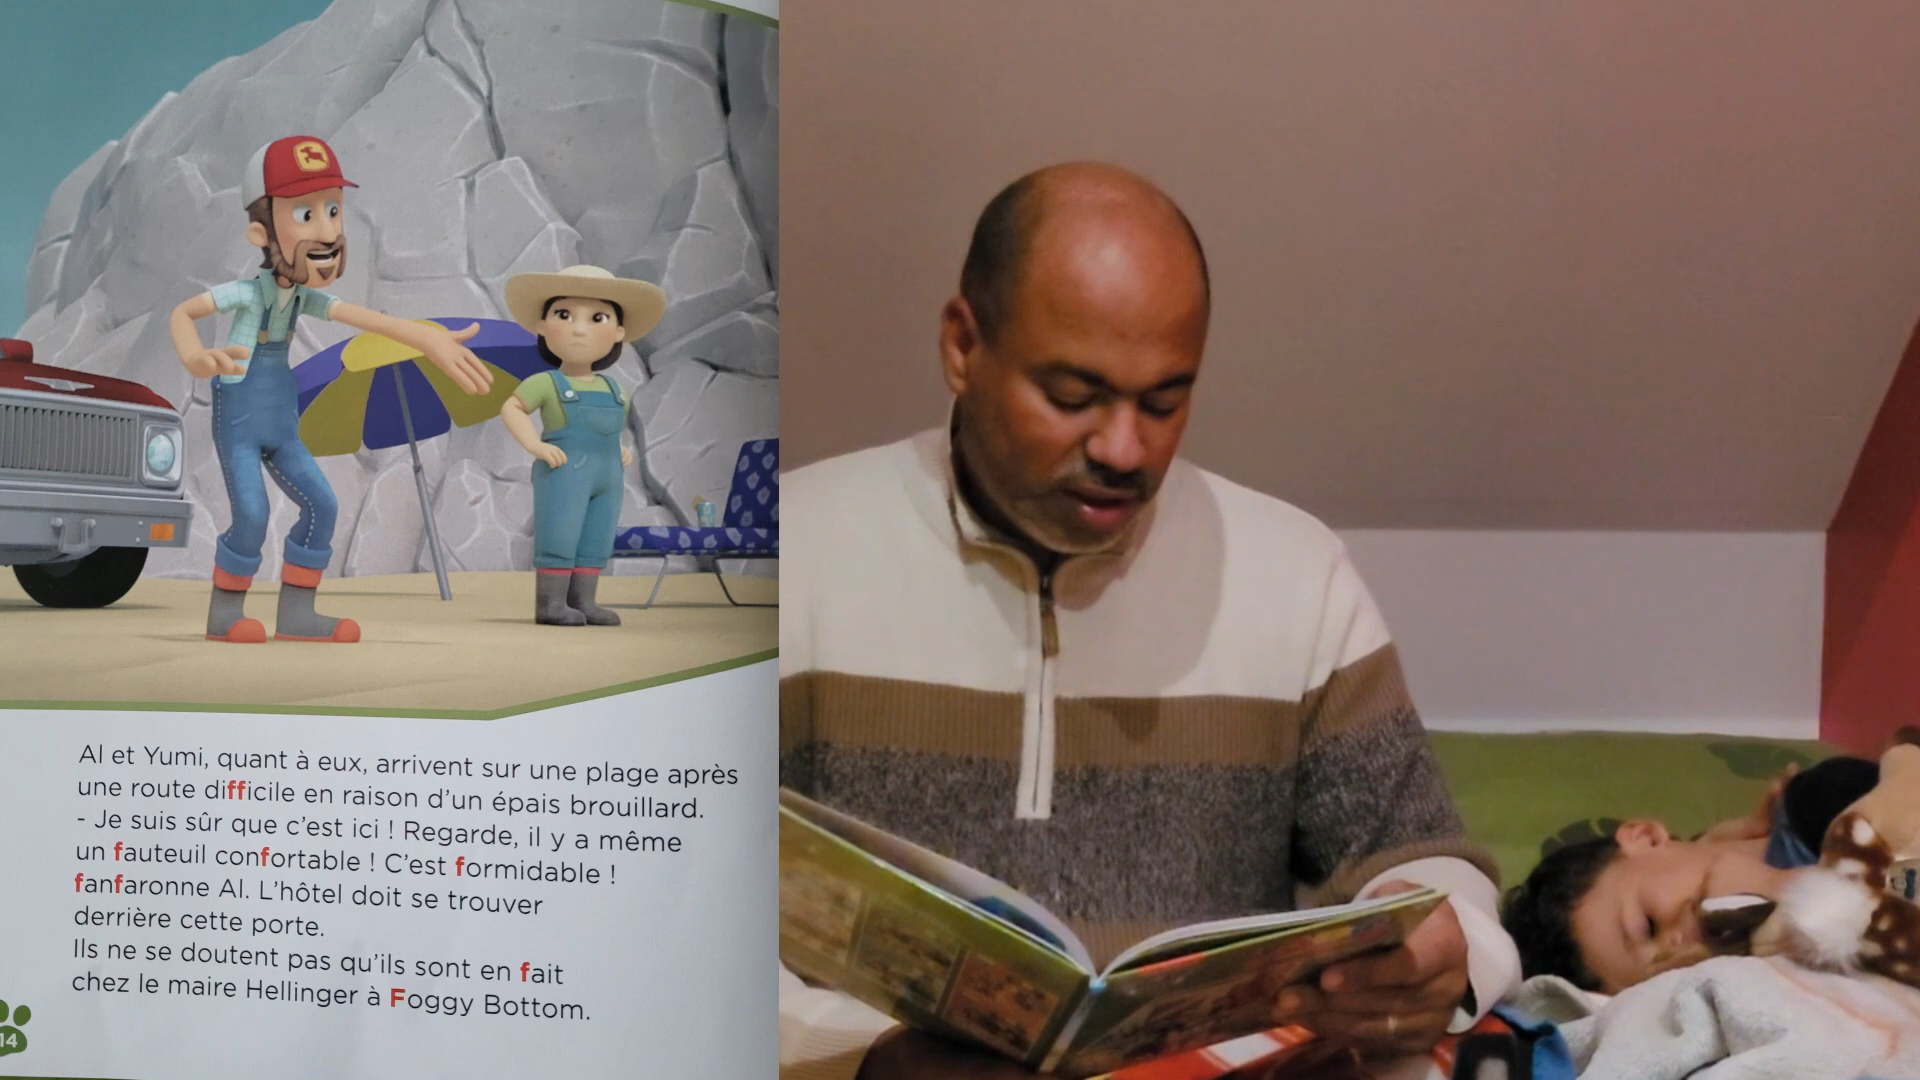 Al et Yumi, quant à eux, arrivent sur une plage après
une route difficile en raison d'un épais brouillard.
- Je suis sûr que c'est ici ! Regarde, il y a même
un fauteuil confortable ! C'est formidable !
fanfaronne Al. L'hôtel doit se trouver
derrière cette porte.
Ils ne se doutent pas qu'ils sont en fait
chez le maire Hellinger à Foggy Bottom.
14